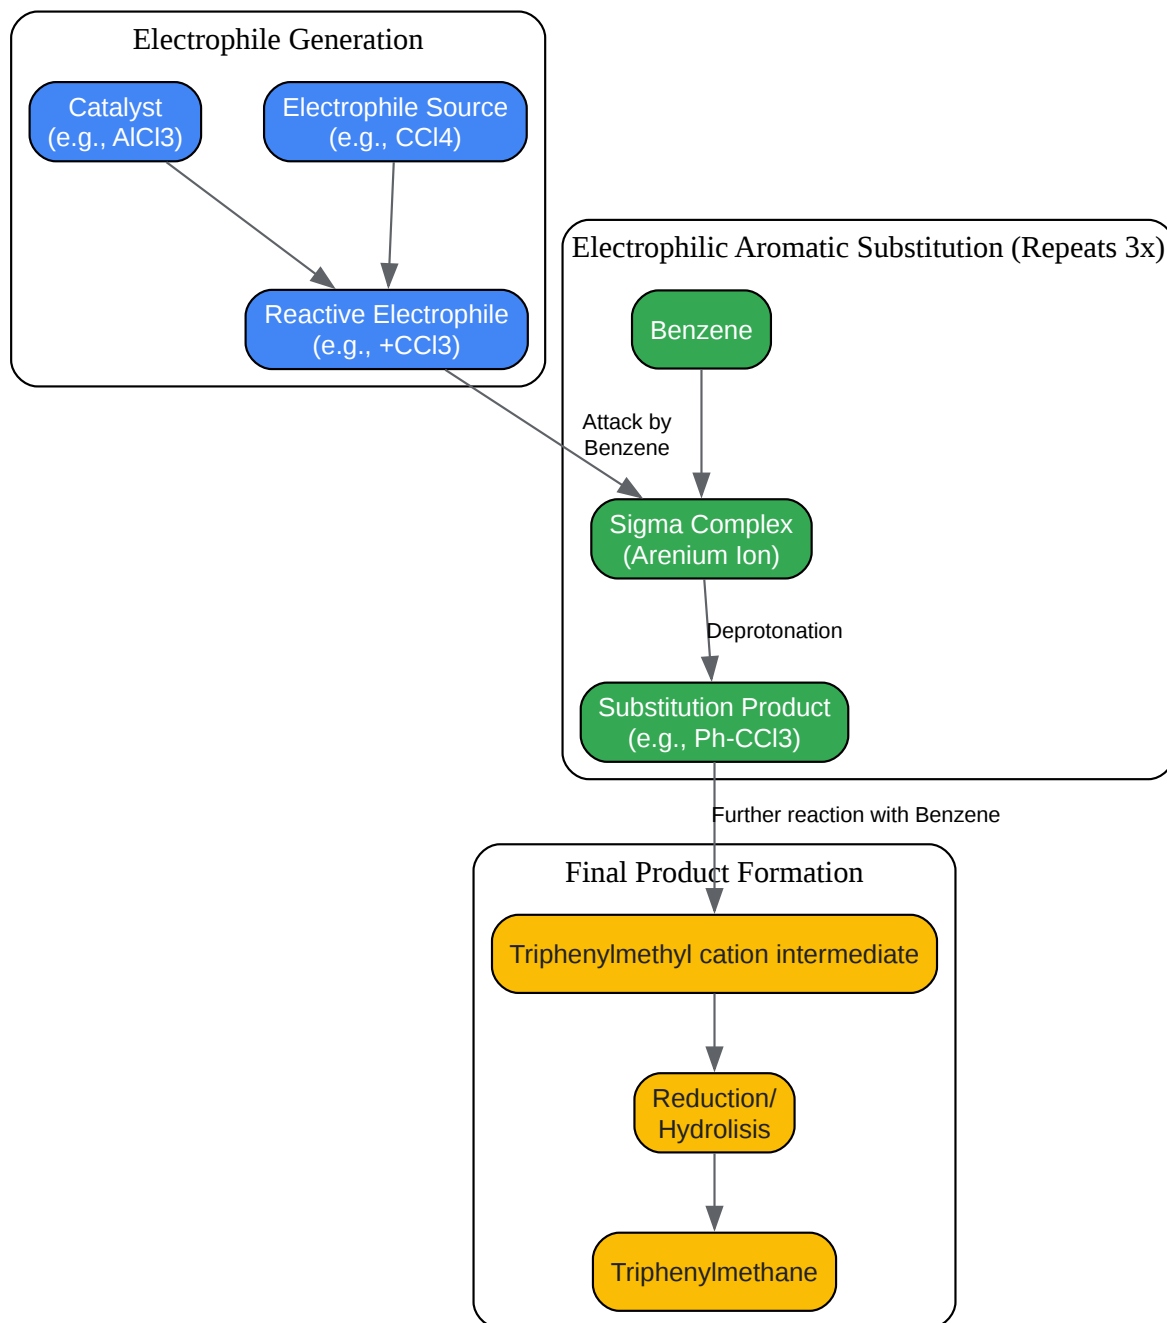 Electrophile Generation
Catalyst
(e.g., AlCl3)
Electrophile Source
(e.g., CCl4)
Reactive Electrophile
(e.g., +CCl3)
Electrophilic Aromatic Substitution (Repeats 3x)
Benzene
Attack by
Benzene
Sigma Complex
(Arenium Ion)
Deprotonation
Substitution Product
(e.g., Ph-CCl3)
Further reaction with Benzene
Final Product Formation
Triphenylmethyl cation intermediate
Reduction/
Hydrolisis
Triphenylmethane